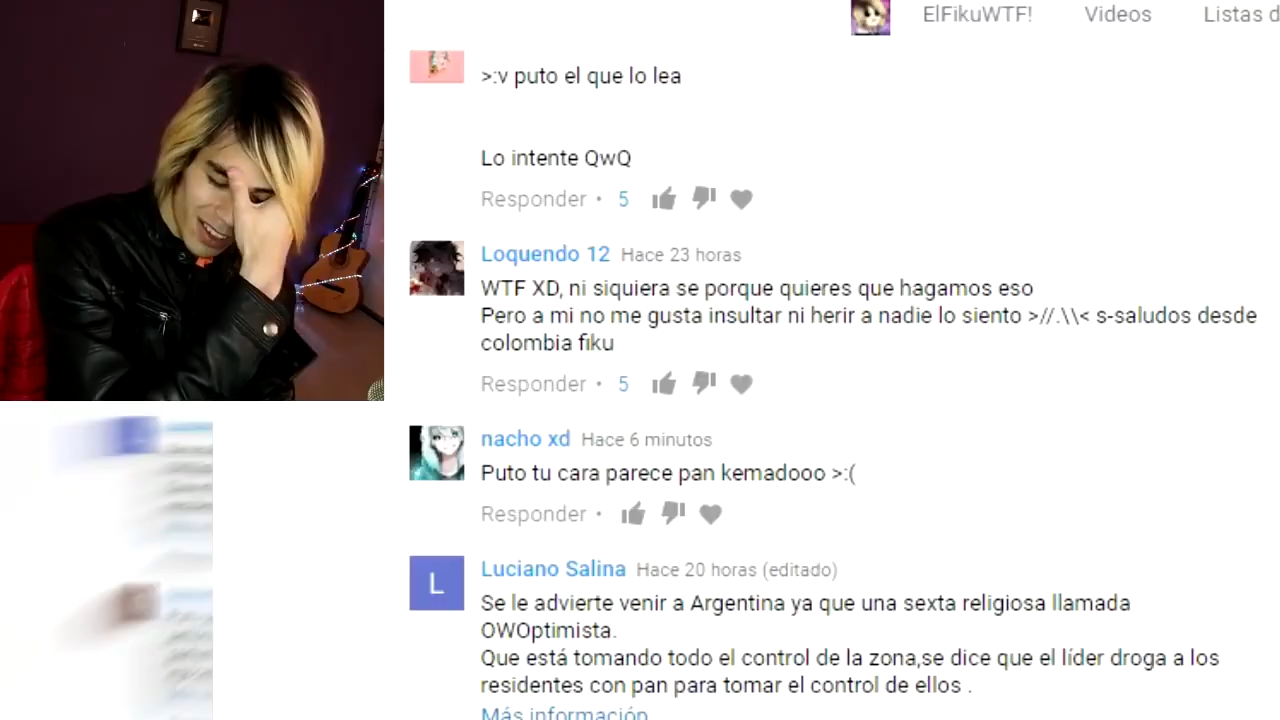 ElFikuWTF! Videos Listas d
>:v puto el que lo lea
Lo intente QwQ
Responder • 5
Loquendo 12 Hace 23 horas
WTF XD, ni siquiera se porque quieres que hagamos eso
Pero a mi no me gusta insultar ni herir a nadie lo siento >//.\\< s-saludos desde
colombia fiku
Responder • 5
nacho xd Hace 6 minutos
Puto tu cara parece pan kemadooo >:(
Responder •
L
Luciano Salina Hace 20 horas (editado)
Se le advierte venir a Argentina ya que una sexta religiosa llamada
OWOptimista.
Que está tomando todo el control de la zona,se dice que el líder droga a los
residentes con pan para tomar el control de ellos .
Más información